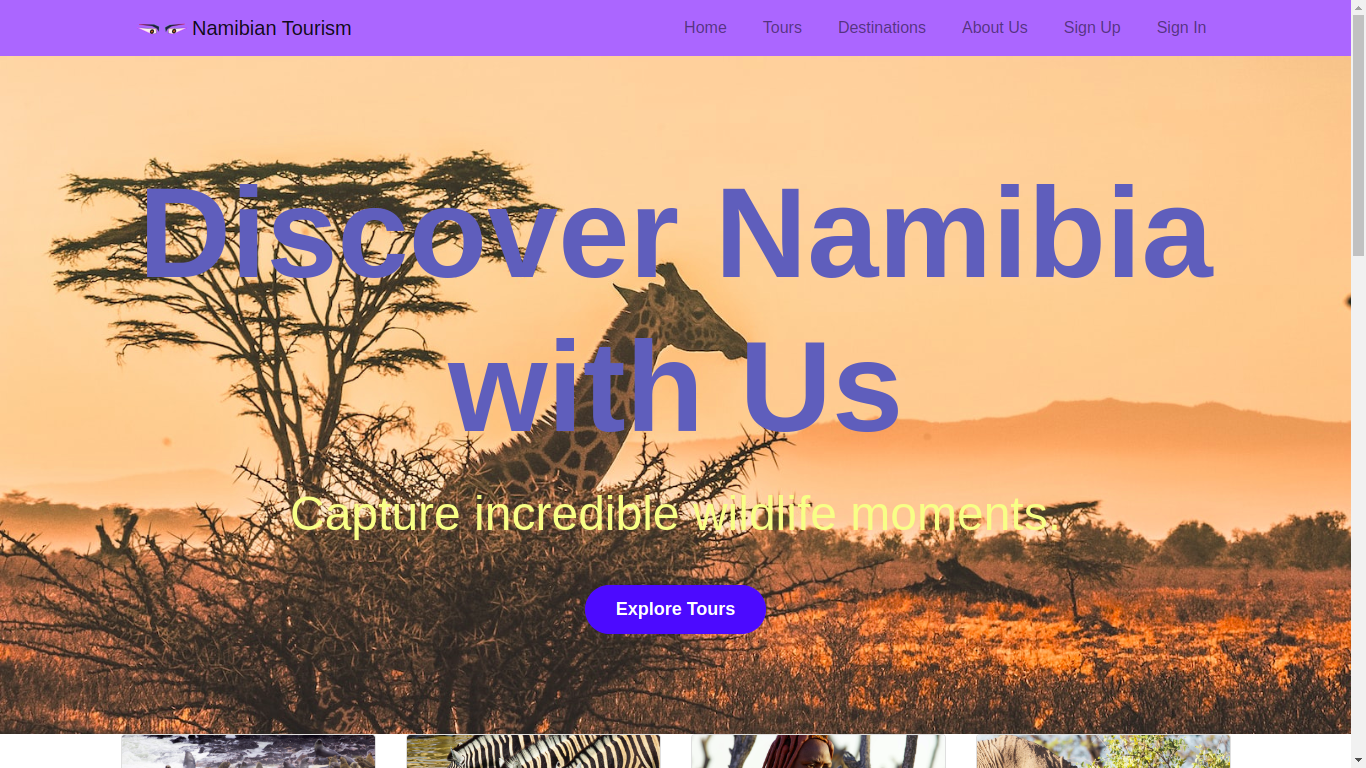 Namibian Tourism
Home Tours Destinations About Us Sign Up Sign In
Discover Namibia
with Us
Capture incredible wildlife moments.
Explore Tours